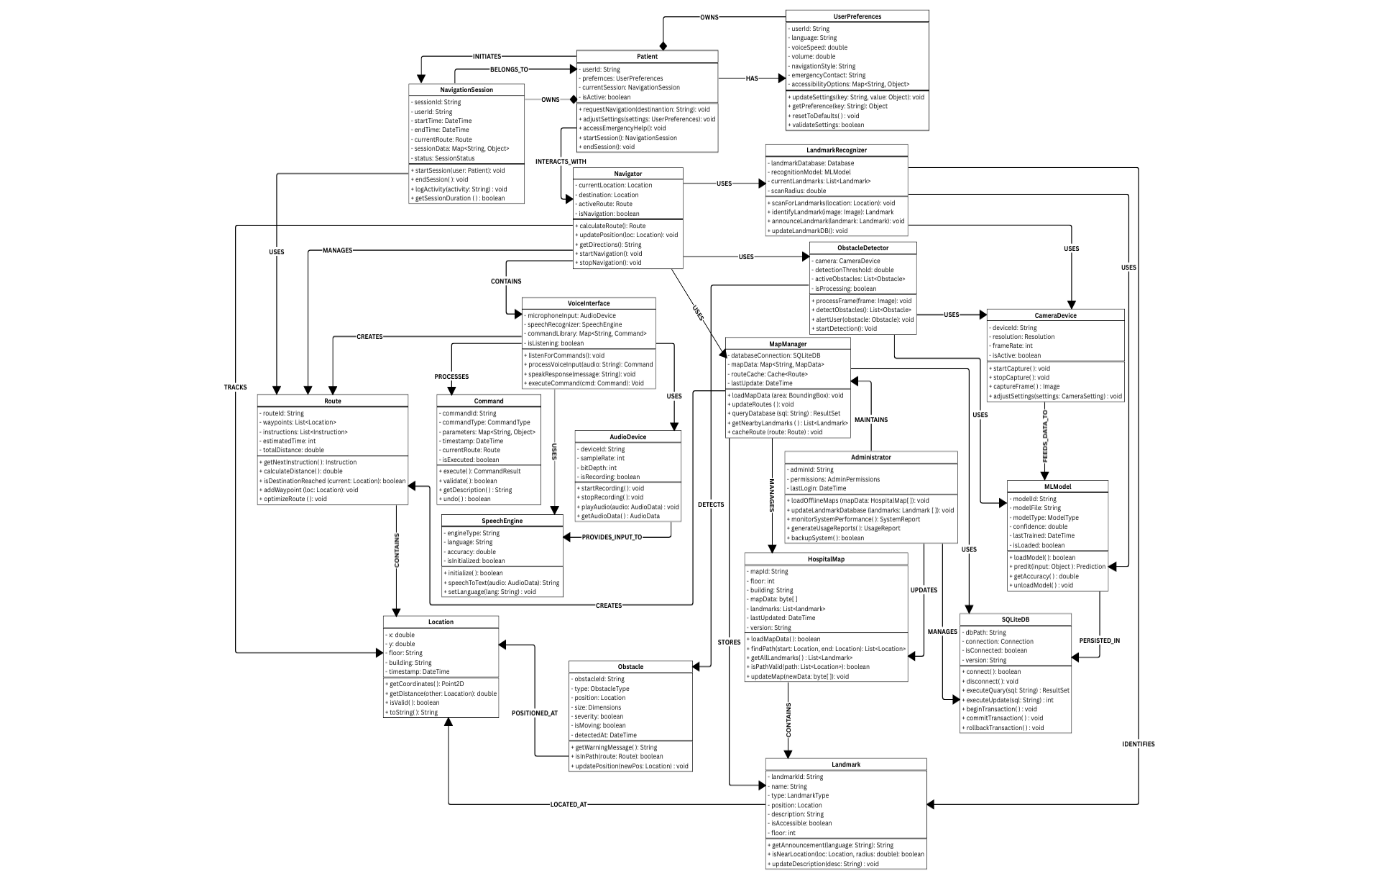 OWNS
UserPreferences
- userId: String
- language: String
- voiceSpeed: double
- volume: double
- navigationStyle: String
- emergencyContact: String
- accessibilityOptions: Map<String, Object>
+ updateSettings(key: String, value: Object): void
+ getPreference(key: String): Object
+ resetToDefaults( ): void
+ validateSettings: boolean
INITIATES
BELONGS_TO
OWNS
HAS
Patient
- userId: String
- prefernces: UserPreferences
- currentSession: NavigationSession
- isActive: boolean
+ requestNavigation(destinantion: String): void
+ adjustSettings(settings: UserPreferences): void
+ accessEmergencyHelp(): void
+ startSession(): NavigationSession
+ endSession(): void
NavigationSession
- sessionId: String
- userId: String
- startTime: DateTime
- endTime: DateTime
- currentRoute: Route
- sessionData: Map<String, Object>
- status: SessionStatus
+ startSession(user: Patient): void
+ endSession( ): void
+ logActivity(activity: String) : void
+ getSessionDuration ( ) : boolean
INTERACTS_WITH
Navigator
- currentLocation: Location
- destination: Location
- activeRoute: Route
- isNavigation: boolean
+ calculateRoute(): Route
+ updatePosition(loc: Location): void
+ getDirections(): String
+ startNavigation(): void
+ stopNavigation(): void
USES
LandmarkRecognizer
- landmarkDatabase: Database
- recognitionModel: MLModel
- currentLandmarks: List<Landmark>
- scanRadius: double
+ scanForLandmarks(location: Location): void
+ identifyLandmark(image: Image): Landmark
+ announceLandmark(landmark: Landmark): void
+ updateLandmarkDB(): void
USES
MANAGES
USES
USES
USES
ObstacleDetector
- camera: CameraDevice
- detectionThreshold: double
- activeObstacles: List<Obstacle>
- isProcessing: boolean
+ processFrame(frame: Image): void
+ detectObstacles(): List<Obstacle>
+ alertUser(obstacle: Obstacle): void
+ startDetection(): Void
CONTAINS
USES
USES
CameraDevice
- deviceId: String
- resolution: Resolution
- frameRate: int
- isActive: boolean
+ startCapture( ): void
+ stopCapture( ): void
+ captureFrame( ) : Image
+ adjustSettings(settings: CameraSetting) : void
VoiceInterface
- microphoneInput: AudioDevice
- speechRecognizer: SpeechEngine
- commandLibrary: Map<String, Command>
- isListening: boolean
+ listenForCommands(): void
+ processVoiceInput(audio: String): Command
+ speakResponse(message: String): void
+ executeCommand(cmd: Command): Void
CREATES
PROCESSES
TRACKS
USES
USES
MapManager
- databaseConnection: SQLiteDB
- mapData: Map<String, MapData>
- routeCache: Cache<Route>
- lastUpdate: DateTime
+ loadMapData (area: BoundingBox): void
+ updateRoutes ( ): void
+ queryDatabase (sql: String) : ResultSet
+ getNearbyLandmarks ( ) : List<Landmark>
+ cacheRoute (route: Route) : void
MAINTAINS
USES
FEEDS_DATA_TO
Route
- routeId: String
- waypoints: List<Location>
- instructions: List<Instruction>
- estimatedTime: int
- totalDistance: double
+ getNextInstruction( ): Instruction
+ calculateDistance( ) : double
+ isDestinationReached (current: Location): boolean
+ addWaypoint (loc: Location): void
+ optimizeRoute ( ): void
Command
- commandId: String
- commandType: CommandType
- parameters: Map<String, Object>
- timestamp: DateTime
- currentRoute: Route
- isExecuted: boolean
+ execute( ): CommandResult
+ validate( ): boolean
+ getDescription( ) : String
+ undo( ) : boolean
AudioDevice
- deviceId: String
- sampleRate: int
- bitDepth: int
- isRecording: boolean
+ startRecording( ): void
+ stopRecording( ): void
+ playAudio(audio: AudioData) : void
+ getAudioData( ) : AudioData
Administrator
- adminId: String
- permissions: AdminPermissions
- lastLogin: DateTime
+ loadOfflineMaps (mapData: HospitalMap[ ]): void
+ updateLandmarkDatabase (landmarks: Landmark [ ]): void
+ monitorSystemPerformance( ): SystemReport
+ generateUsageReports( ): UsageReport
+ backupSystem( ): boolean
MLModel
- modelId: String
- modelFile: String
- modelType: ModelType
- confidence: double
- lastTrained: DateTime
- isLoaded: boolean
+ loadModel( ): boolean
+ predit(input: Object ): Prediction
+ getAccuracy( ) : double
+ unloadModel( ) : void
MANAGES
DETECTS
SpeechEngine
- engineType: String
- language: String
- accuracy: double
- isInitialized: boolean
+ initialize( ): boolean
+ speechToText(audio: AudioData): String
+ setLanguage(lang: String) : void
PROVIDES_INPUT_TO
CONTAINS
USES
HospitalMap
- mapId: String
- floor: int
- building: String
- mapData: byte[ ]
- landmarks: List<landmark>
- lastUpdated: DateTime
- version: String
+ loadMapData( ): boolean
+ findPath(start: Location, end: Location): List<Location>
+ getAllLandmarks( ) : List<Landmark>
+ isPathValid(path: List<Location>): boolean
+ updateMap(newData: byte[ ]): void
UPDATES
CREATES
MANAGES
STORES
PERSISTED_IN
SQLiteDB
- dbPath: String
- connection: Connection
- isConnected: boolean
- version: String
+ connect( ): boolean
+ disconnect( ): void
+ executeQuary(sql: String) : ResultSet
+ executeUpdate(sql: String) : int
+ beginTransaction( ) : void
+ commitTransaction( ) : void
+ rollbackTransaction( ) : void
Location
- x: double
- y: double
- floor: String
- building: String
- timestamp: DateTime
+ getCoordinates( ): Point2D
+ getDistance(other: Loacation): double
+ isValid( ): boolean
+ toString( ): String
Obstacle
- obstacleId: String
- type: ObstacleType
- position: Location
- size: Dimensions
- severity: boolean
- isMoving: boolean
- detectedAt: DateTime
+ getWarningMessage( ): String
+ isInPath(route: Route): boolean
+ updatePosition(newPos: Location) : void
POSITIONED_AT
CONTAINS
IDENTIFIES
Landmark
- landmarkId: String
- name: String
- type: LandmarkType
- position: Location
- description: String
- isAccessible: boolean
- floor: int
+ getAnnouncement(language: String): String
+ isNearLocation(loc: Location, radius: double): boolean
+ updateDescription(desc: String) : void
LOCATED_AT